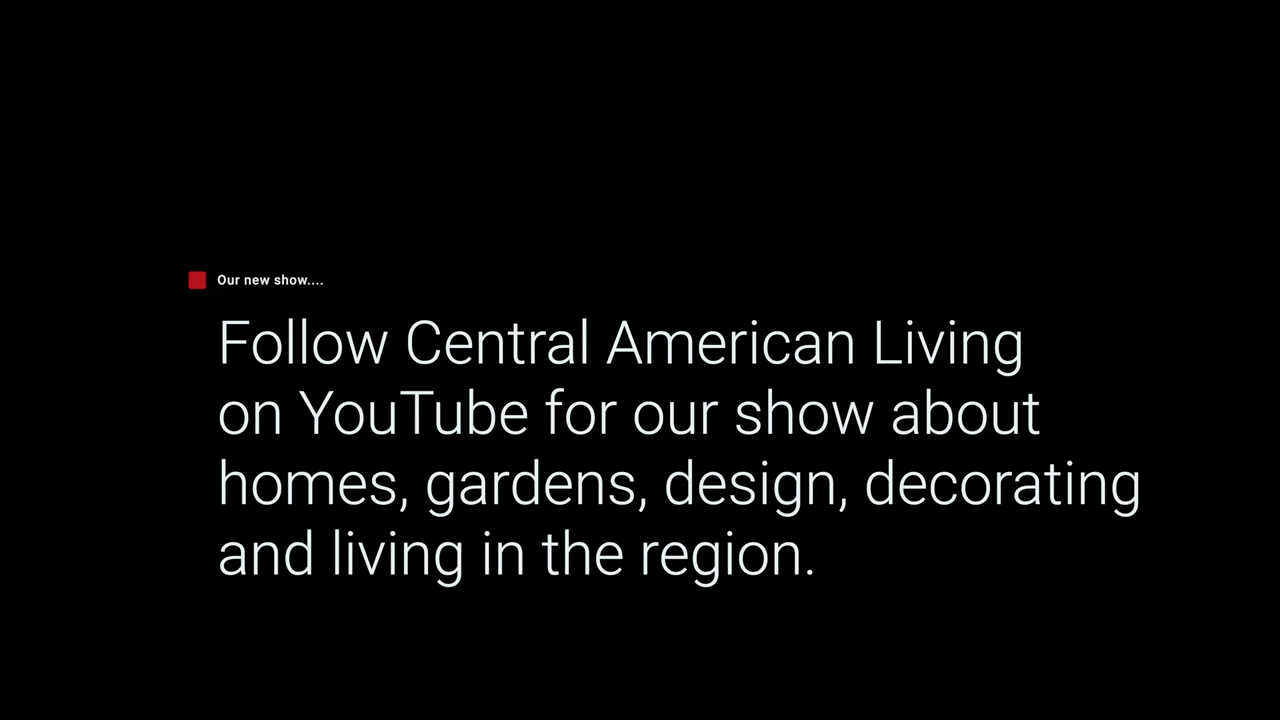 Our new show....
Follow Central American Living
on YouTube for our show about
homes, gardens, design, decorating
and living in the region.